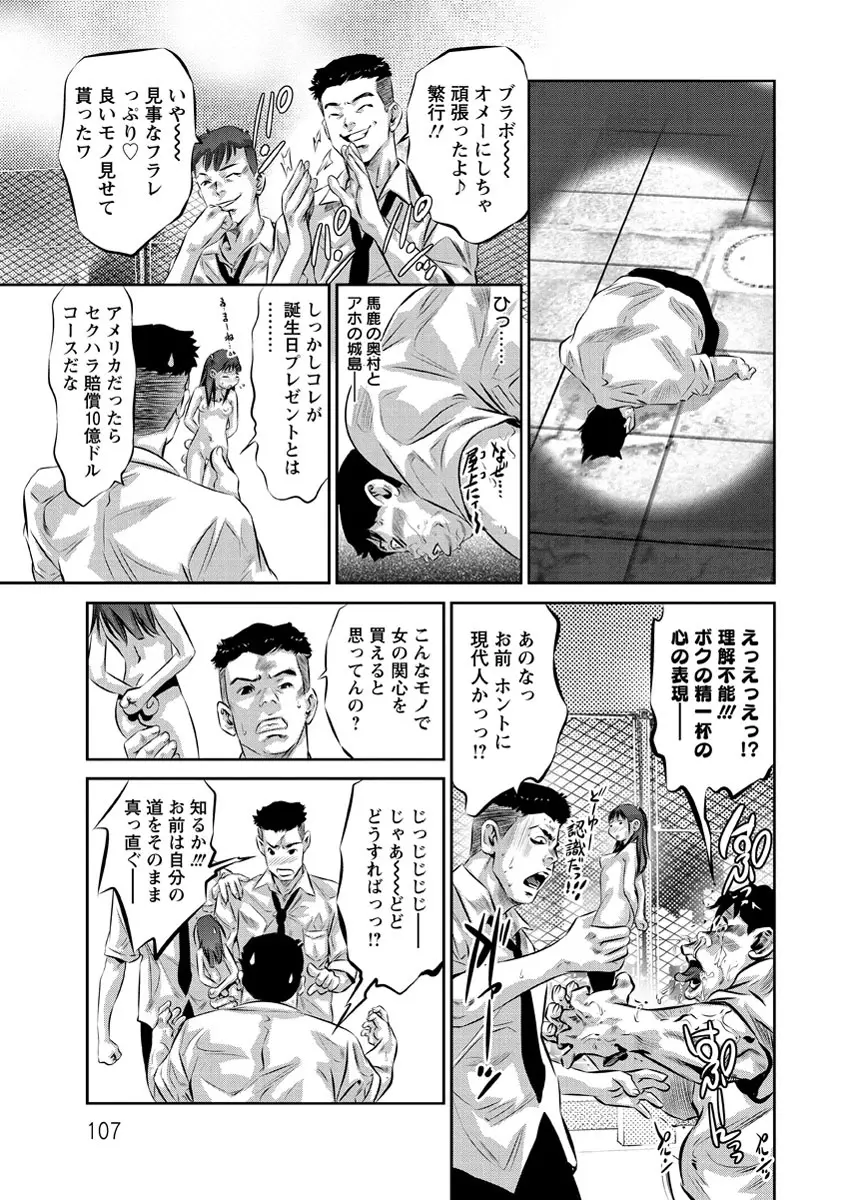 ブラボ〜〜
オメーにしちゃ
頑張ったよ♪
繁行!!
いや〜〜〜
見事なフラレ
っぷり♡
良いモノ見せて
貰ったワ
ひっ……
馬鹿の奥村と
アホの城島──
なぜ…
屋上にィ〜
しっかしコレが
誕生日プレゼントとは
………
アメリカだったら
セクハラ賠償10億ドル
コースだな
えっえっえっ!?
理解不能!!!
ボクの精一杯の
心の表現──
あのなっ
お前 ホントに
現代人かっっ!?
どーゆー
認識だっ!!
こんなモノで
女の関心を
買えると
思ってんの?
じっじじじじ
じゃあ〜〜どど
どうすればっっ!?
知るか!!!
お前は自分の
道をそのまま
真っ直ぐ──
107